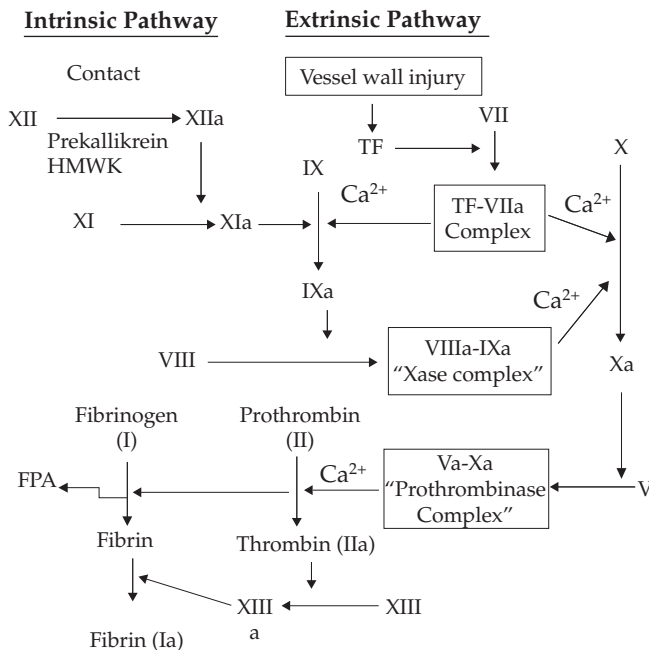 Intrinsic Pathway
Extrinsic Pathway
Contact
Vessel wall injury
XII
XIIa
VII
Prekallikrein
HMWK
TF
X
IX
Ca²⁺
TF-VIIa
Complex
Ca²⁺
XI
XIa
IXa
Ca²⁺
VIII
VIIIa-IXa
“Xase complex”
Xa
Fibrinogen
(I)
Prothrombin
(II)
Ca²⁺
Va-Xa
“Prothrombinase
Complex”
V
FPA
Fibrin
Thrombin (IIa)
XIII
a
XIII
Fibrin (Ia)